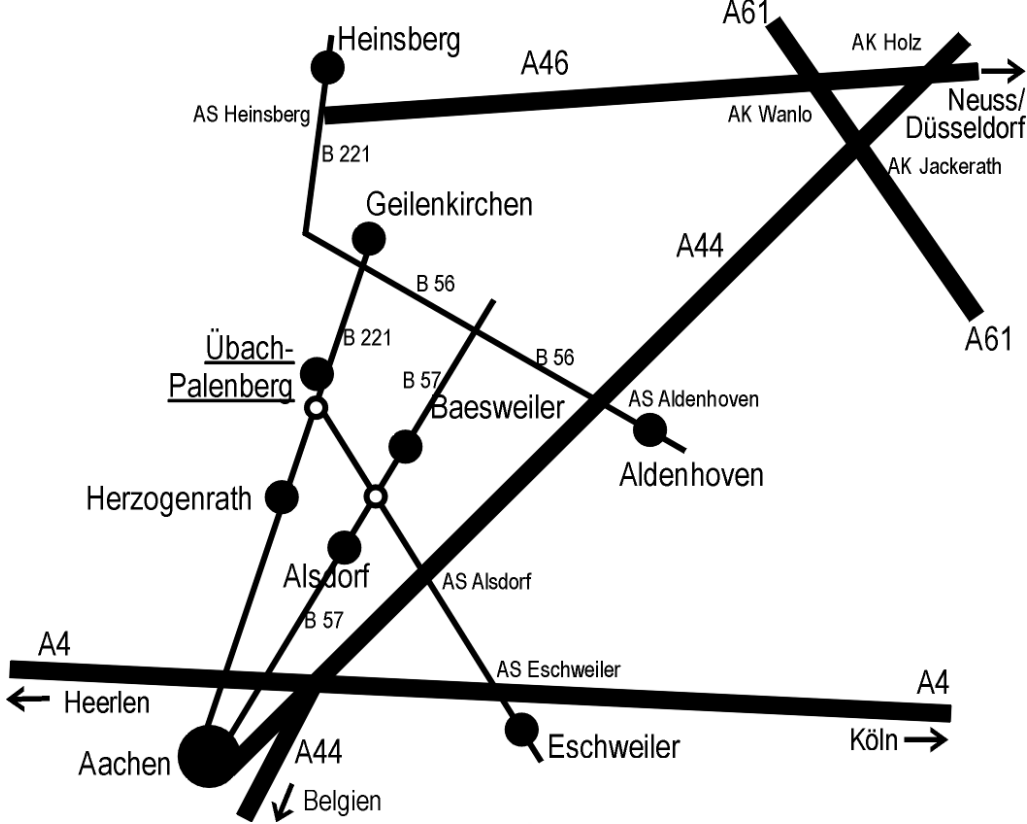 A61
Heinsberg
AK Holz
A46
Neuss/
Düsseldorf
AS Heinsberg
AK Wanlo
B 221
AK Jackerath
Geilenkirchen
A44
B 56
B 221
A61
Übach-
Palenberg
B 56
B 57
Baesweiler
AS Aldenhoven
Aldenhoven
Herzogenrath
Alsdorf
AS Alsdorf
B 57
A4
AS Eschweiler
A4
Heerlen
Köln
Eschweiler
Aachen
A44
Belgien